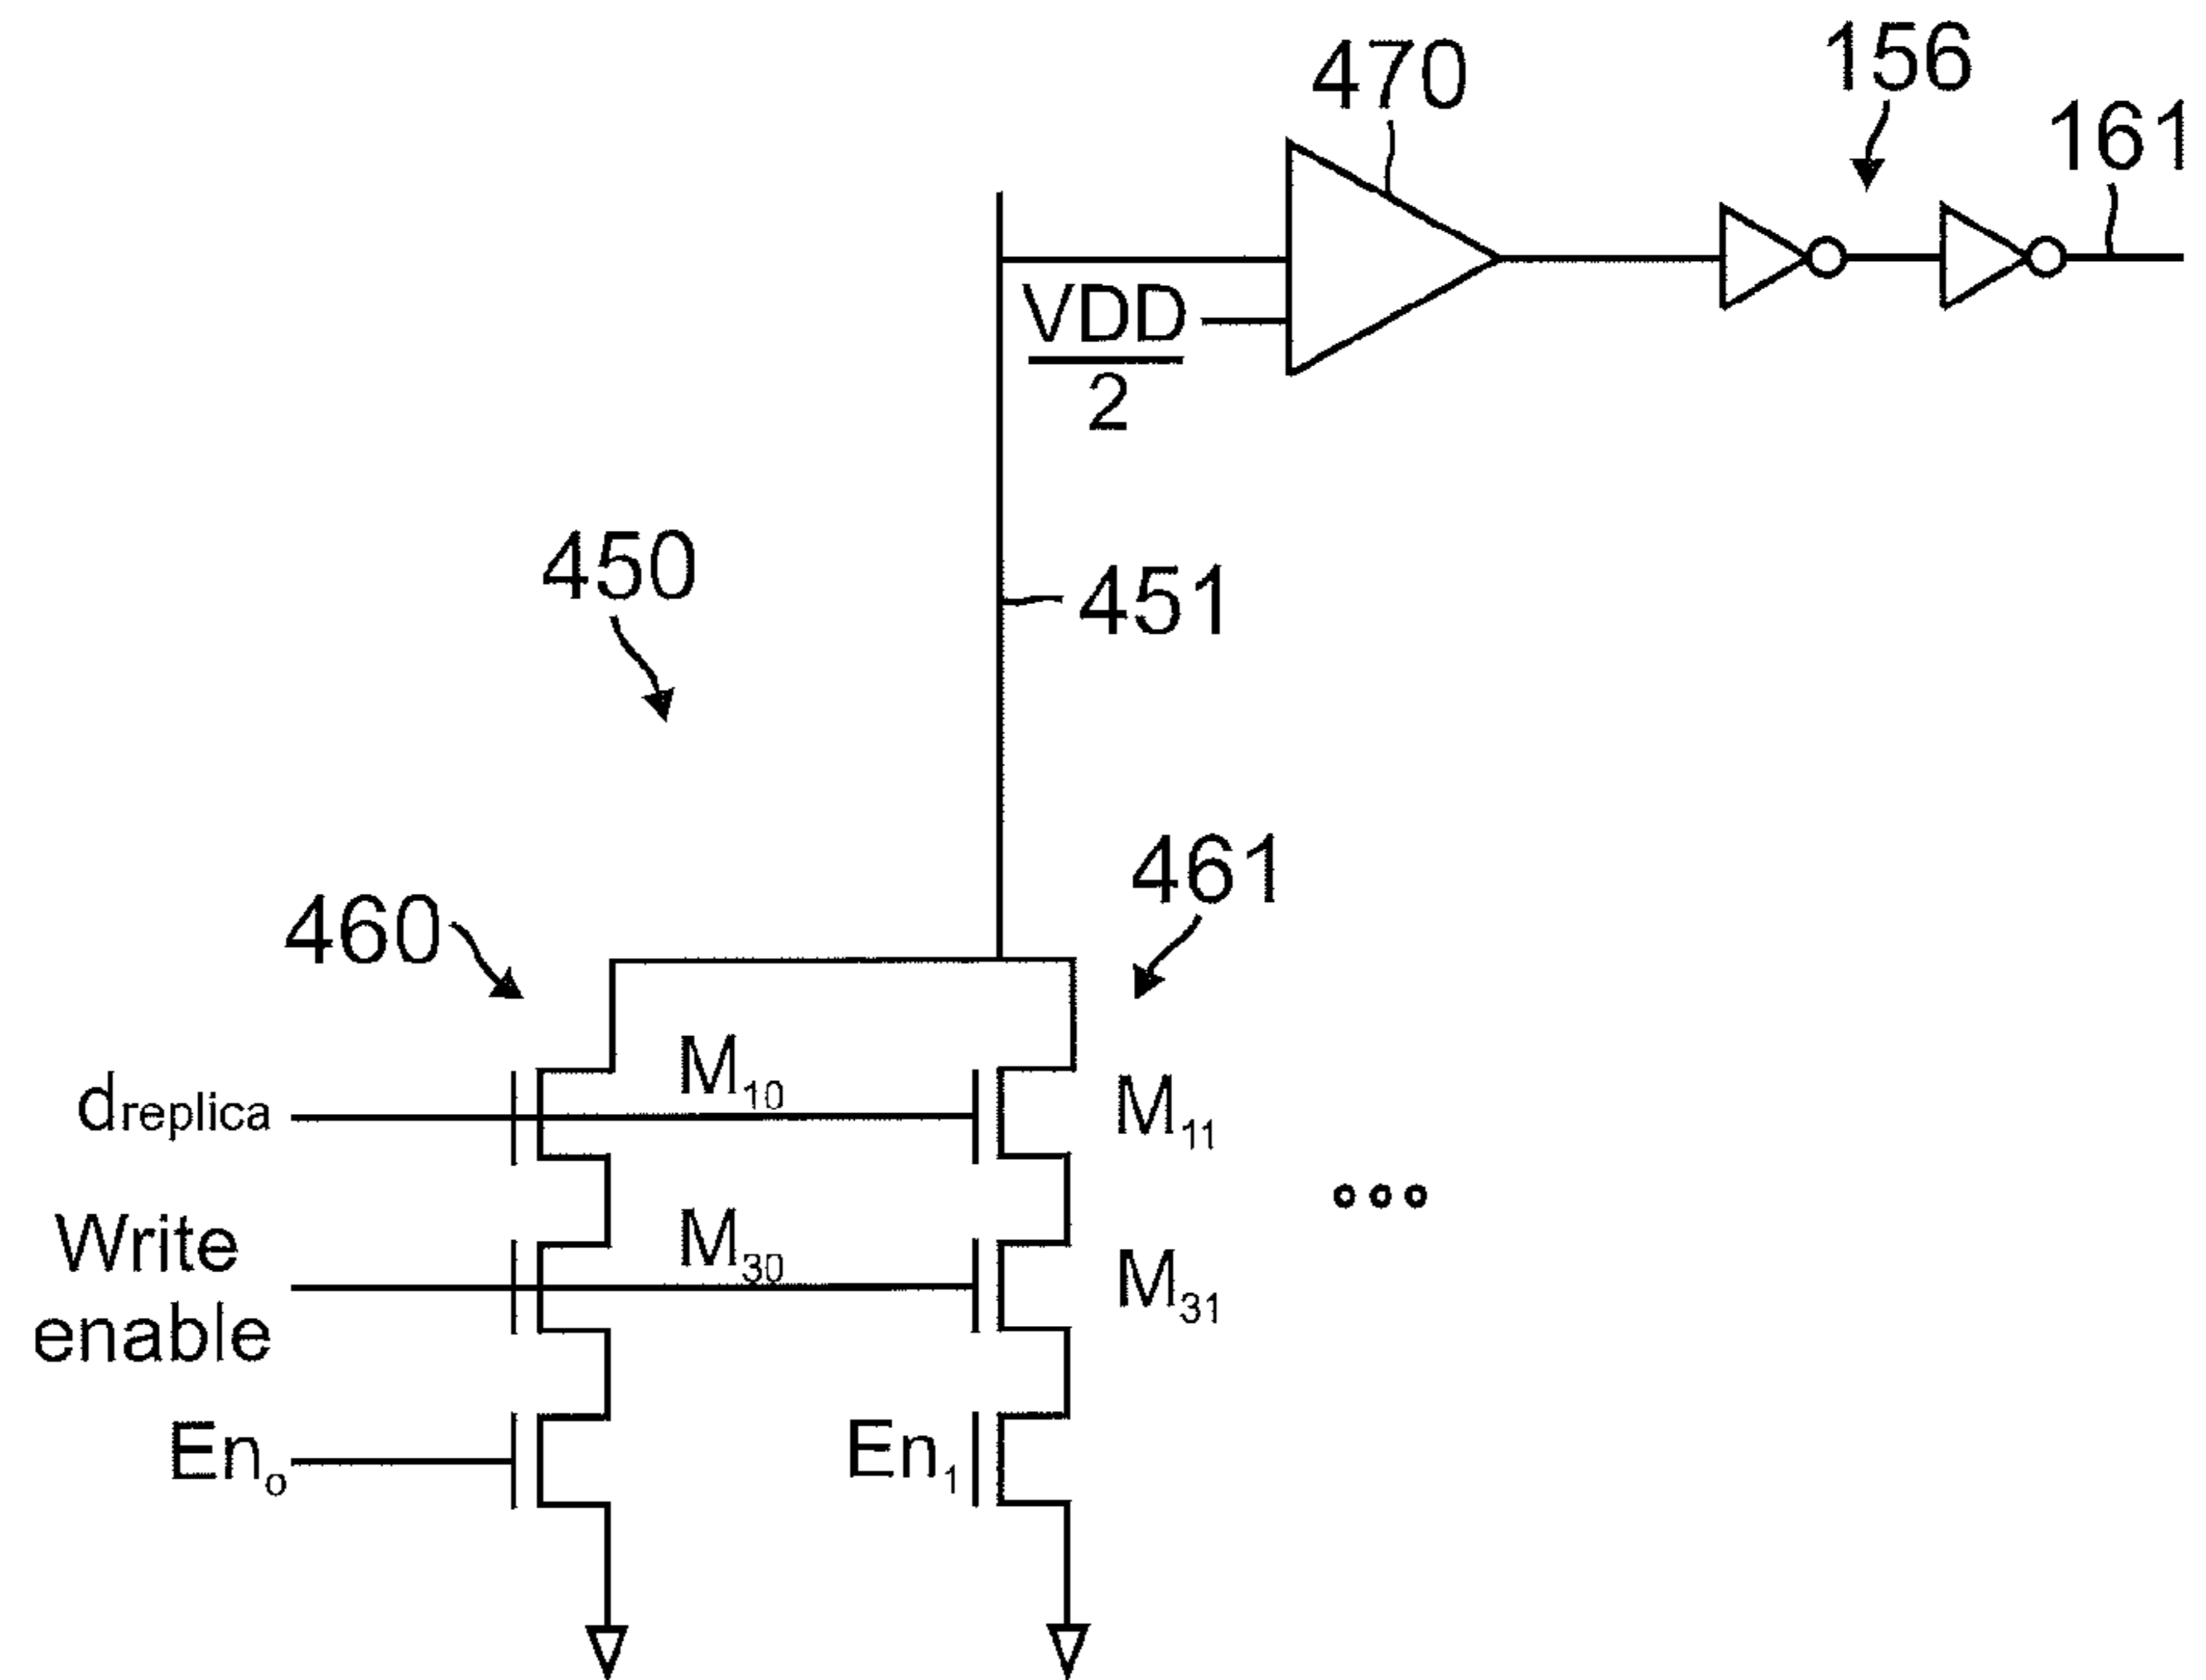 156
470
161
VDD
2
450
451
461
460
M₁₀
dreplica
M₁₁
Write
enable
M₃₀
M₃₁
Enₒ
En₁